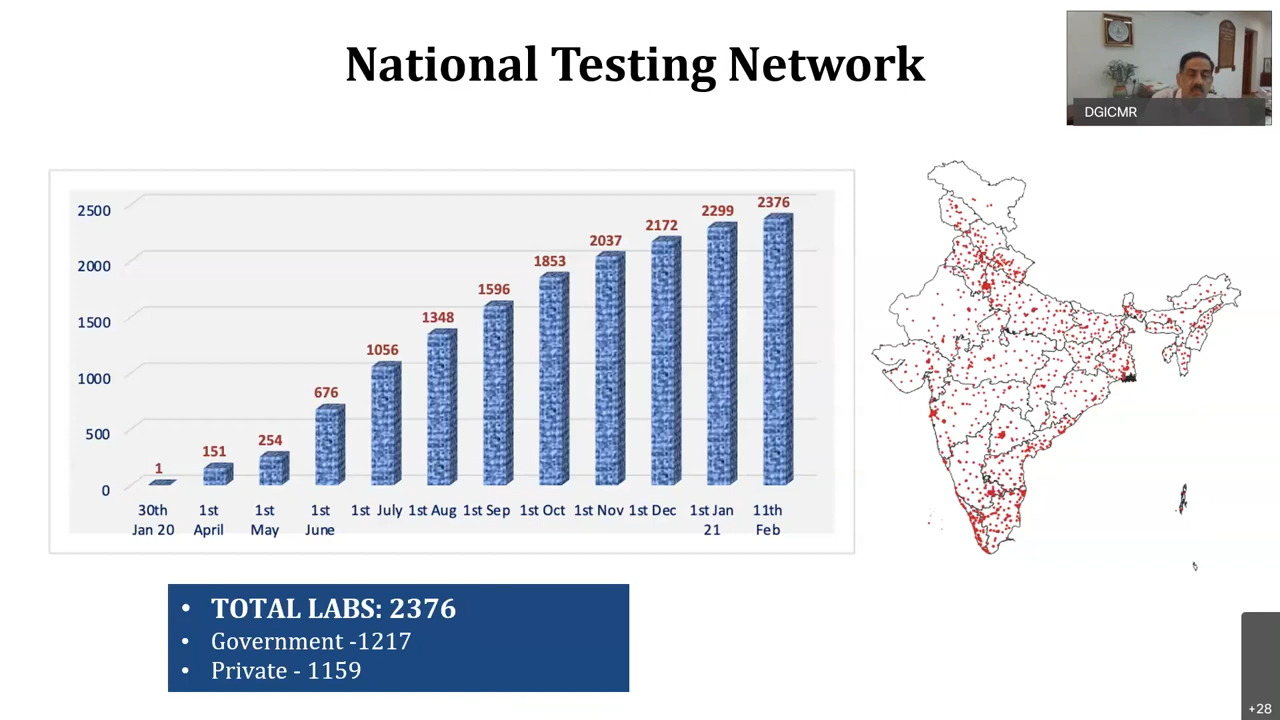 National Testing Network
DGICMR
2500
2000
1500
1000
500
0
1
151
254
676
1056
1348
1596
1853
2037
2172
2299
2376
30th Jan 20
1st April
1st May
1st June
1st July
1st Aug
1st Sep
1st Oct
1st Nov
1st Dec
1st Jan 21
11th Feb
• TOTAL LABS: 2376
• Government -1217
• Private - 1159
+28